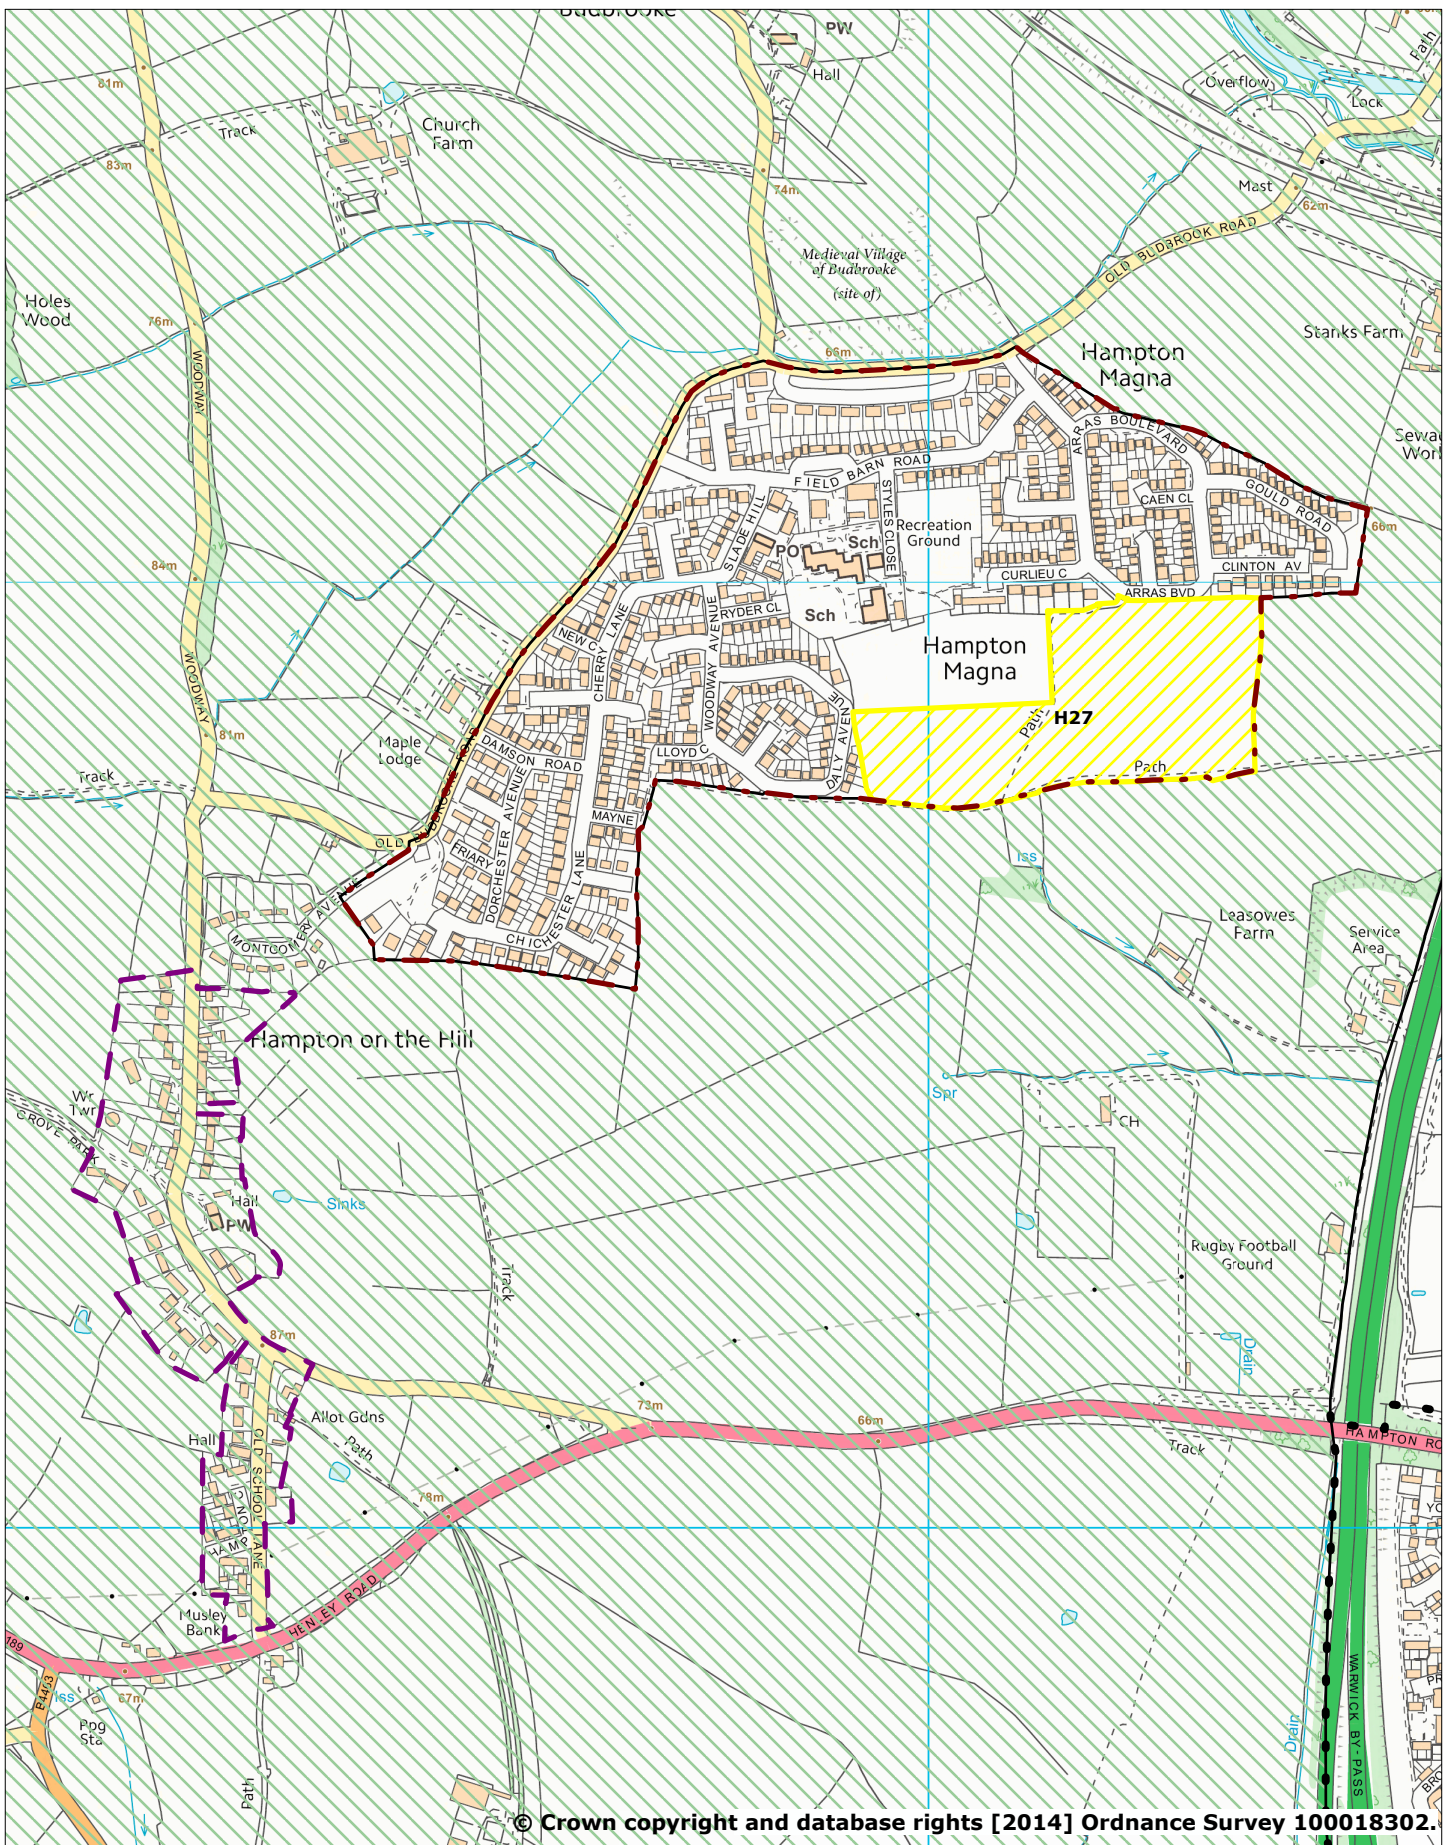 Budbrooke
PW
Hall
Path
Overflow
Lock
81m
Track
Church
Farm
83m
74m
Mast
62m
OLD BUDBROOK ROAD
Medieval Village
of Budbrooke
(site of)
Holes
Wood
76m
WOODWAY
Stanks Farm
66m
Hampton
Magna
ARRAS BOULEVARD
FIELD BARN ROAD
STYLES CLOSE
CAEN CL
GOULD ROAD
66m
SLADE HILL
PO
Sch
Recreation
Ground
84m
CURLIEU C
CLINTON AV
ARRAS BVD
RYDER CL
Sch
NEW C
CHERRY LANE
WOODWAY AVENUE
Hampton
Magna
WOODWAY
81m
Path
H27
Maple
Lodge
DAMSON ROAD
LLOYD C
DALY AVENUE
Track
Path
OLD BUDBROOKE ROAD
DORCHESTER AVENUE
MAYNE
FRIARY
Iss
CHICHESTER LANE
MONTGOMERY AVENUE
Leasowes
Farm
Service
Area
Hampton on the Hill
Wr
Twr
GROVE PARK
Spr
CH
Hall
PW
Sinks
Track
Rugby Football
Ground
87m
Drain
Allot Gdns
Path
73m
66m
HAMPTON RO
Track
Hall
OLD SCHOOL LANE
HAMPTON C
78m
HENLEY ROAD
Musley
Bank
189
B4463
Iss
67m
Ppg
Sta
Path
Drain
WARWICK BY-PASS
© Crown copyright and database rights [2014] Ordnance Survey 100018302.